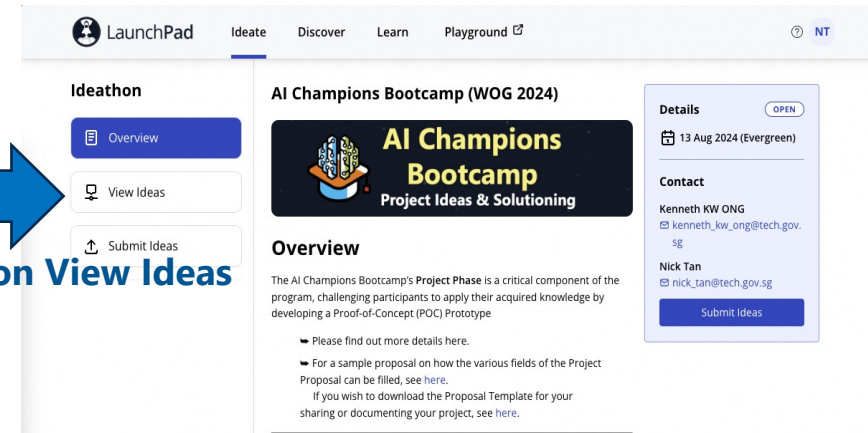 LaunchPad
Ideate
Discover
Learn
Playground
NT
Ideathon
Overview
View Ideas
Submit Ideas
on View Ideas
AI Champions Bootcamp (WOG 2024)
AI Champions
Bootcamp
Project Ideas & Solutioning
Overview
The AI Champions Bootcamp's Project Phase is a critical component of the
program, challenging participants to apply their acquired knowledge by
developing a Proof-of-Concept (POC) Prototype
➥ Please find out more details here.
➥ For a sample proposal on how the various fields of the Project
Proposal can be filled, see here.
If you wish to download the Proposal Template for your
sharing or documenting your project, see here.
Details
OPEN
13 Aug 2024 (Evergreen)
Contact
Kenneth KW ONG
kenneth_kw_ong@tech.gov.
sg
Nick Tan
nick_tan@tech.gov.sg
Submit Ideas